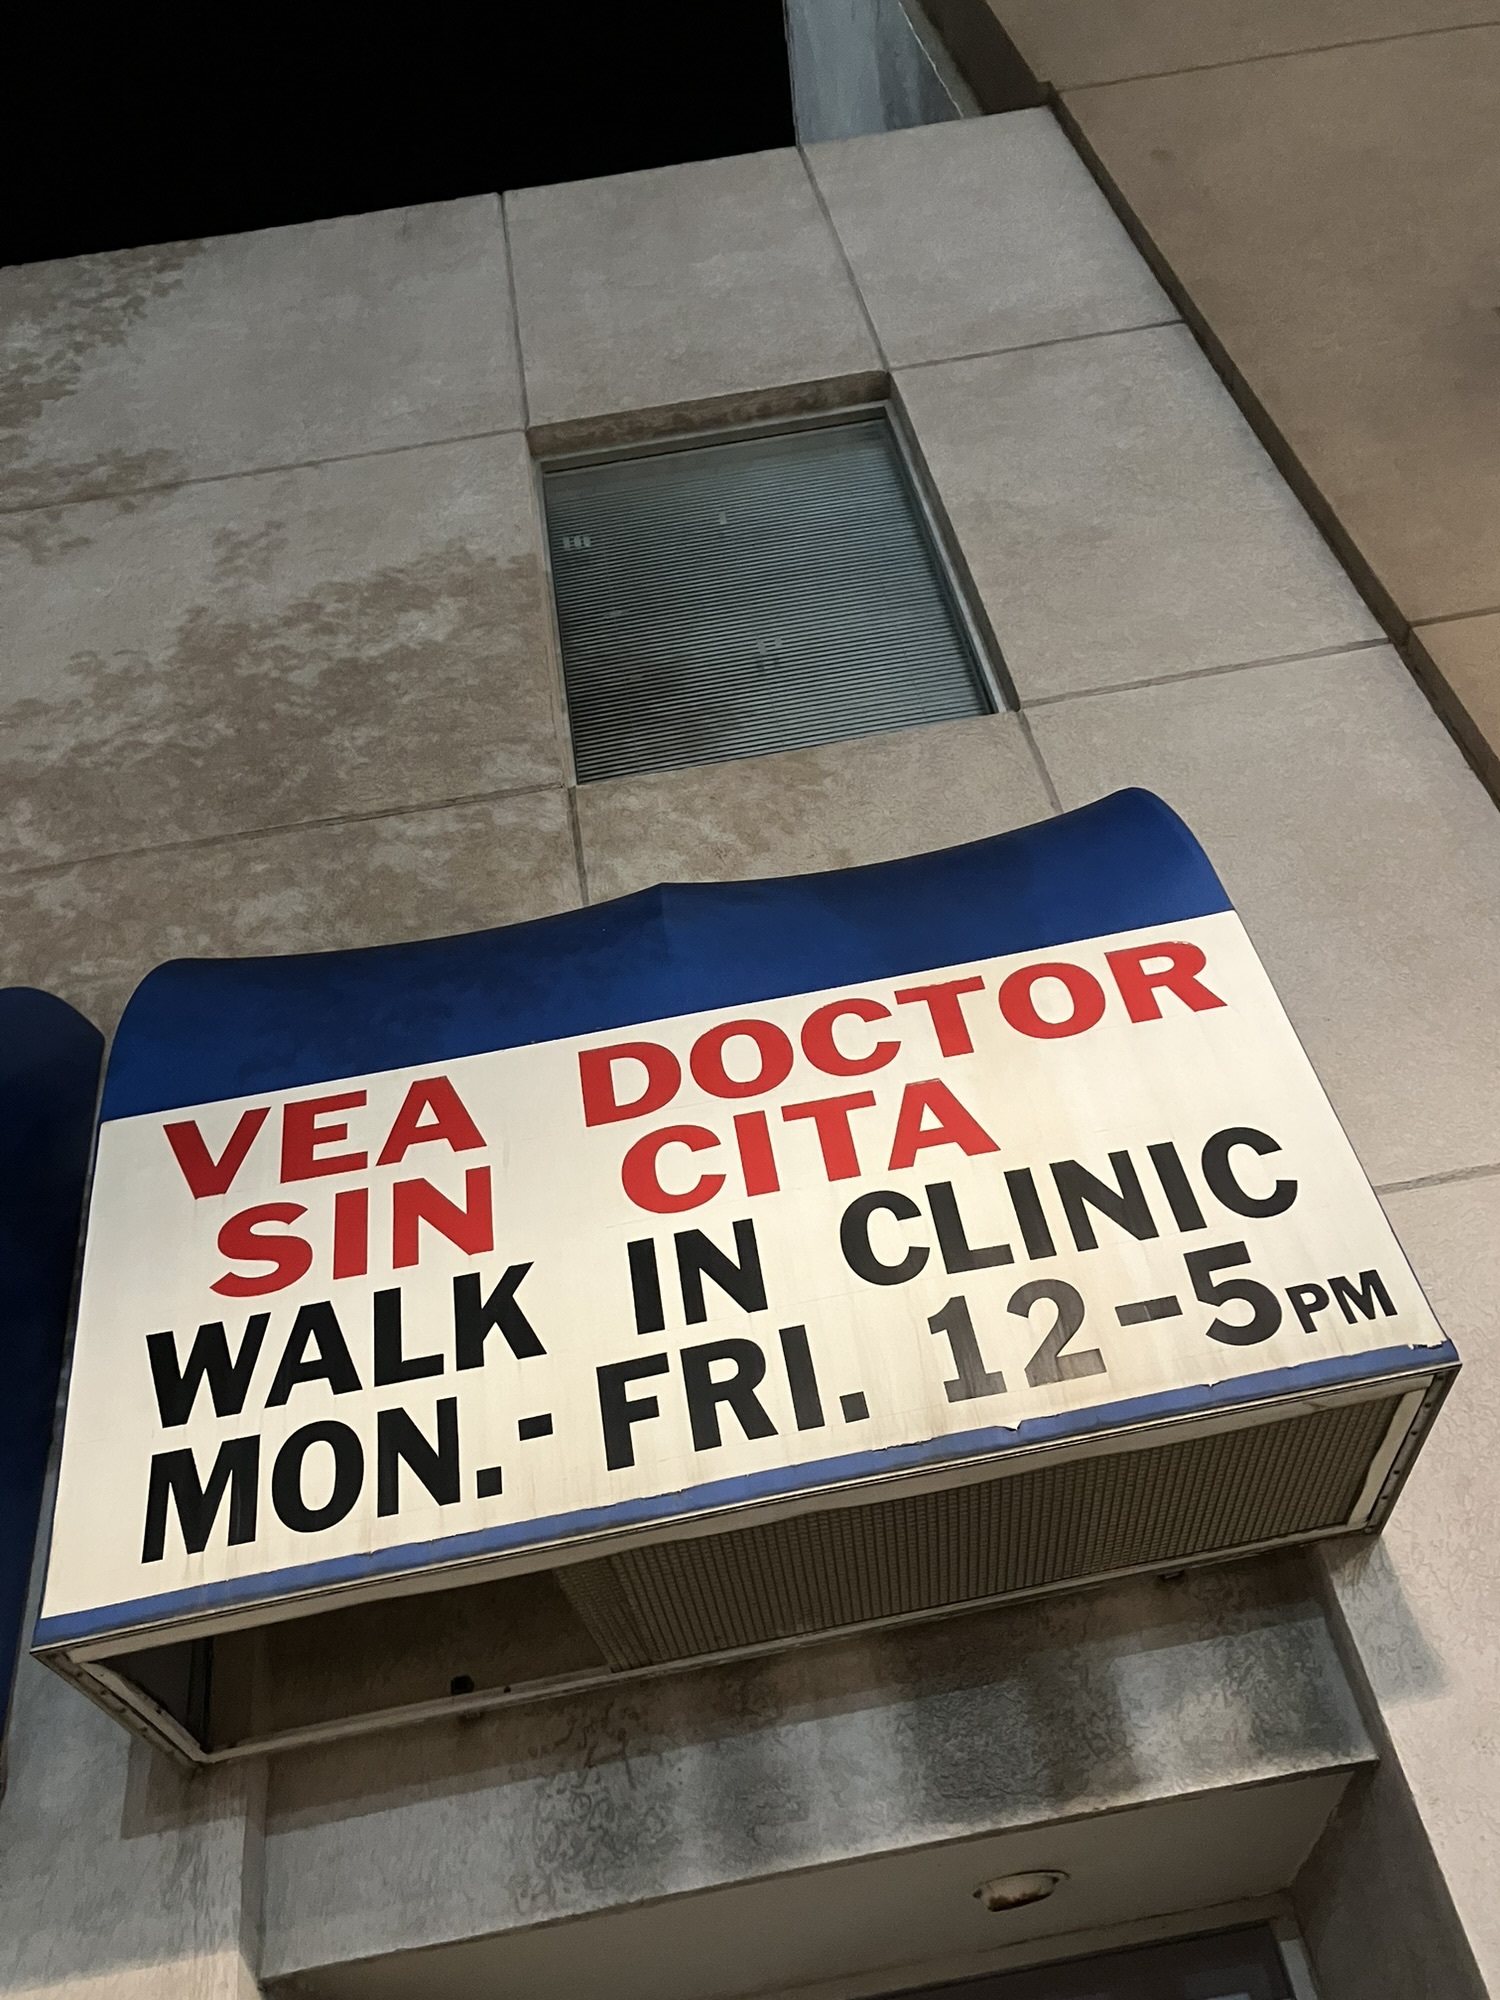 VEA DOCTOR
SIN CITA
WALK IN CLINIC
MON.-FRI. 12-5PM